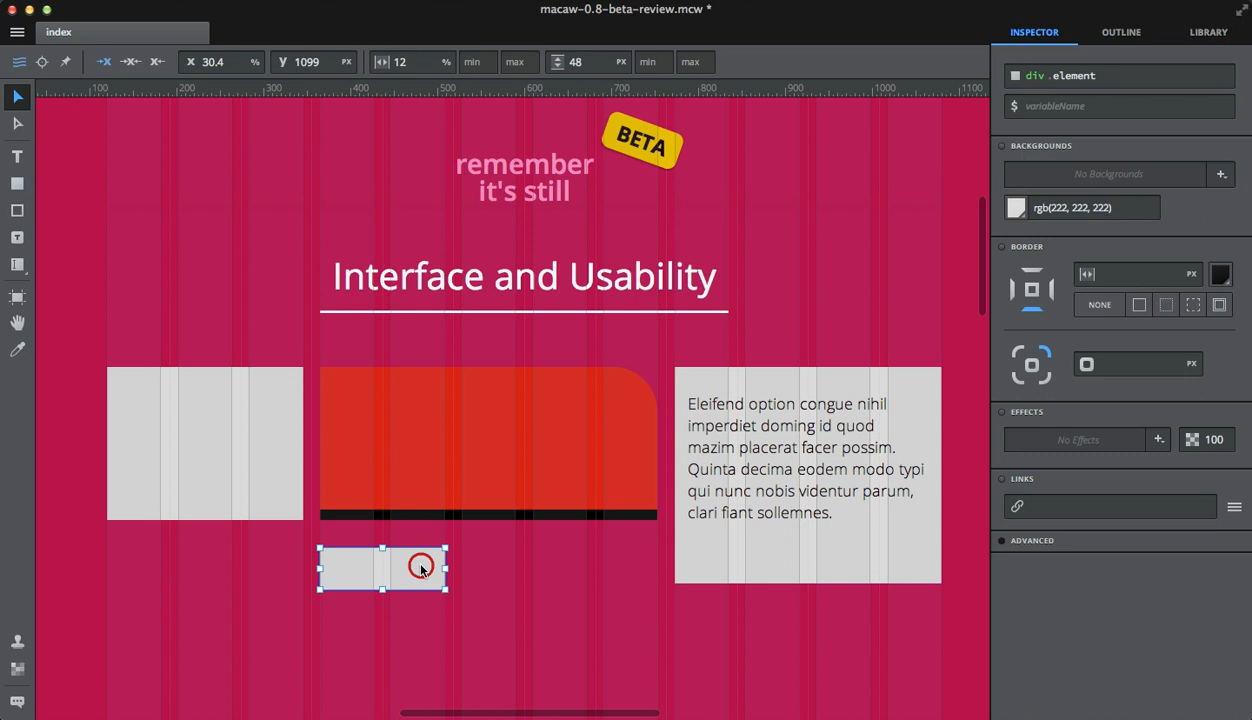 macaw-0.8-beta-review.mcw *
index
INSPECTOR
OUTLINE
LIBRARY
X 30.4 %
y 1099 PX
12 %
min
max
48 PX
min
max
100
200
300
400
500
600
700
800
900
1000
1100
div .element
$ variableName
BACKGROUNDS
No Backgrounds
rgb(222, 222, 222)
BORDER
PX
NONE
PX
EFFECTS
No Effects
100
LINKS
ADVANCED
BETA
remember
it's still
Interface and Usability
Eleifend option congue nihil
imperdiet doming id quod
mazim placerat facer possim.
Quinta decima eodem modo typi
qui nunc nobis videntur parum,
clari fiant sollemnes.